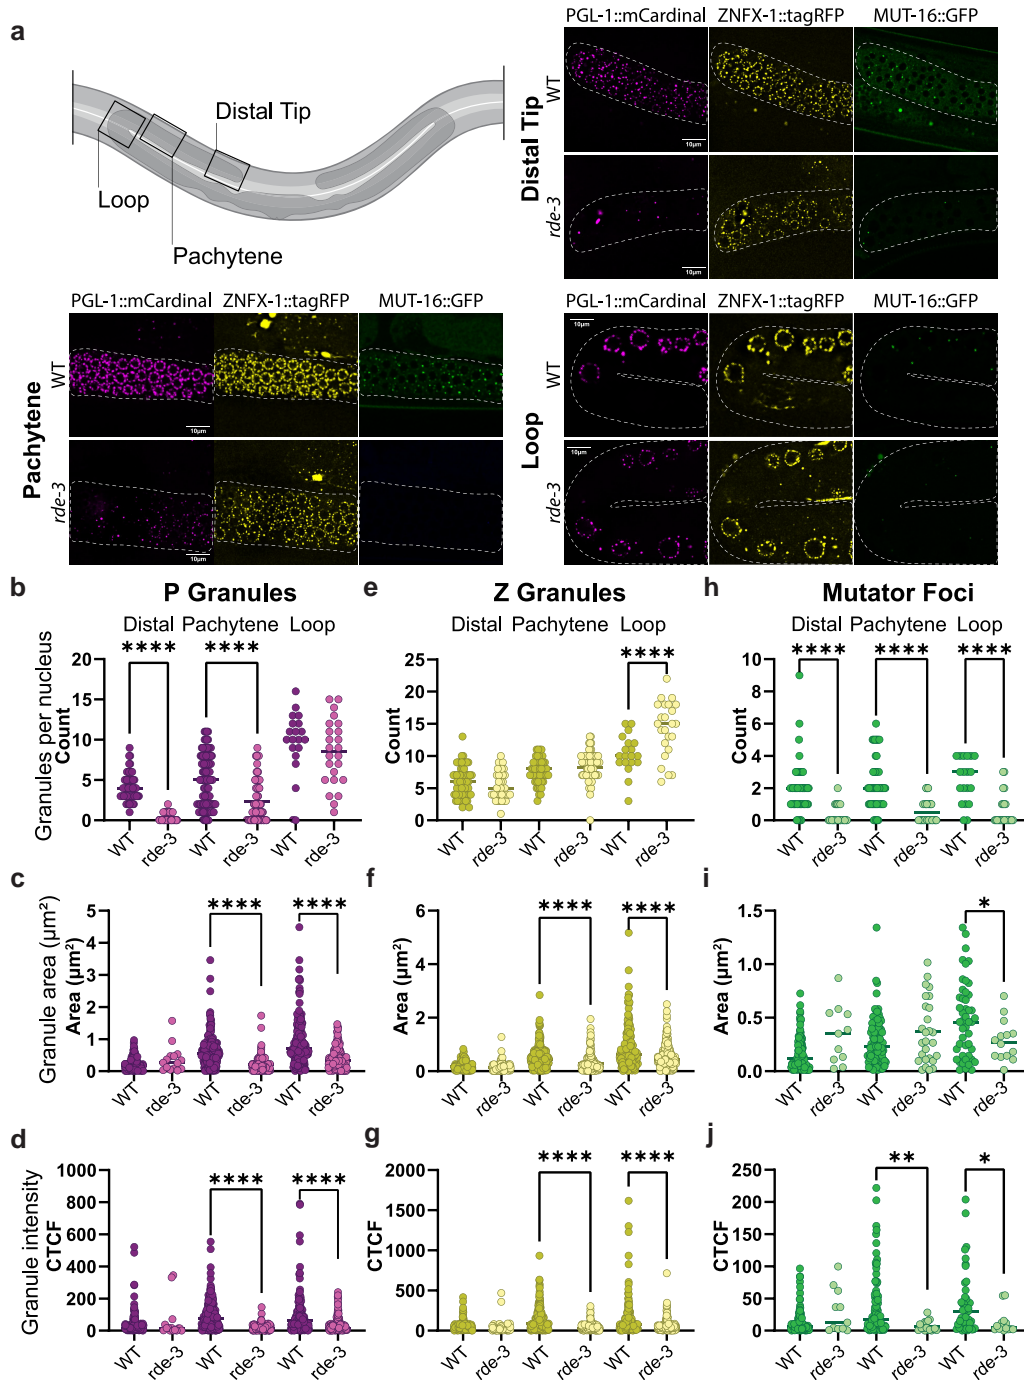 a
Distal Tip
Loop
Pachytene
PGL-1::mCardinal ZNFX-1::tagRFP MUT-16::GFP
Distal Tip
WT
10μm
rde-3
10μm
PGL-1::mCardinal ZNFX-1::tagRFP MUT-16::GFP
Pachytene
WT
10μm
rde-3
10μm
PGL-1::mCardinal ZNFX-1::tagRFP MUT-16::GFP
Loop
10μm
WT
10μm
rde-3
b P Granules
Distal Pachytene Loop
**** ****
Granules per nucleus
Count
20
15
10
5
0
WT rde-3 WT rde-3 WT rde-3
e Z Granules
Distal Pachytene Loop
****
Count
25
20
15
10
5
0
WT rde-3 WT rde-3 WT rde-3
h Mutator Foci
Distal Pachytene Loop
**** **** ****
Count
10
8
6
4
2
0
WT rde-3 WT rde-3 WT rde-3
c
**** ****
Granule area (μm²)
Area (μm²)
5
4
3
2
1
0
WT rde-3 WT rde-3 WT rde-3
f
**** ****
Area (μm²)
6
4
2
0
WT rde-3 WT rde-3 WT rde-3
i
*
Area (μm²)
1.5
1.0
0.5
0.0
WT rde-3 WT rde-3 WT rde-3
d
**** ****
Granule intensity
CTCF
1000
800
600
400
200
0
WT rde-3 WT rde-3 WT rde-3
g
**** ****
CTCF
2000
1500
1000
500
0
WT rde-3 WT rde-3 WT rde-3
j
** *
CTCF
250
200
150
100
50
0
WT rde-3 WT rde-3 WT rde-3